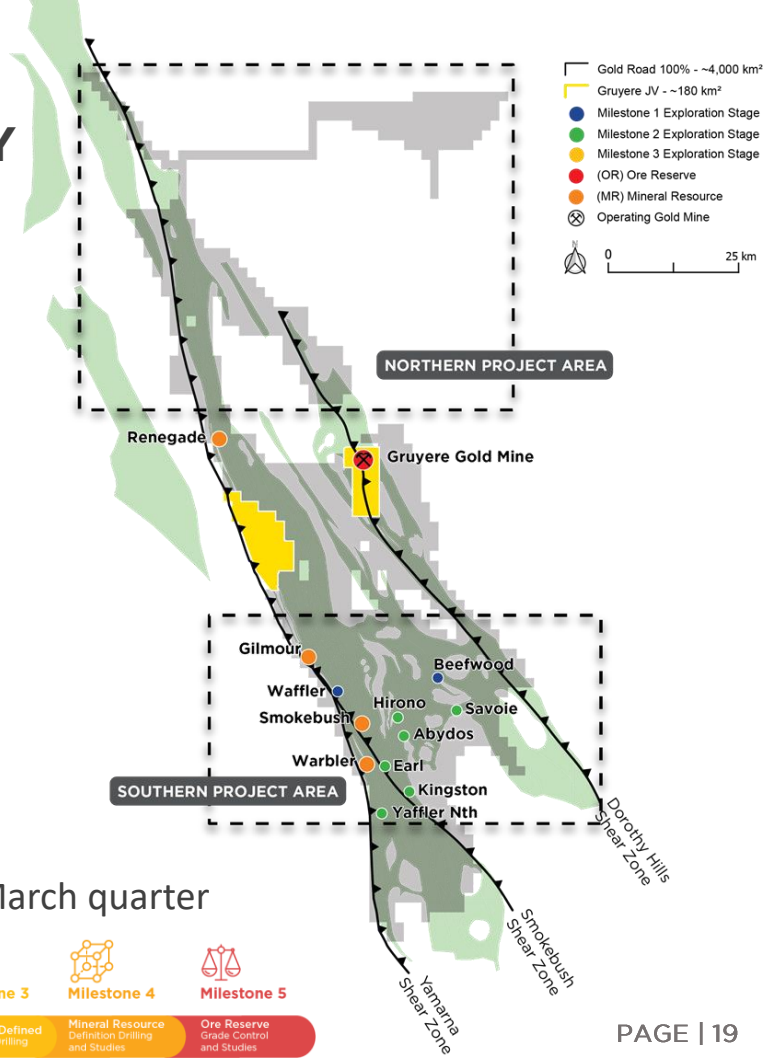 Y
Gold Road 100% - ~4,000 km²
Gruyere JV - ~180 km²
Milestone 1 Exploration Stage
Milestone 2 Exploration Stage
Milestone 3 Exploration Stage
(OR) Ore Reserve
(MR) Mineral Resource
Operating Gold Mine
N
0 25 km
NORTHERN PROJECT AREA
Renegade
Gruyere Gold Mine
Gilmour
Beefwood
Waffler
Hirono
Savoie
Smokebush
Abydos
Warbler
Earl
Kingston
SOUTHERN PROJECT AREA
Yaffler Nth
Dorothy Hills
Shear Zone
Smokebush
Shear Zone
Yamarna
Shear Zone
March quarter
ne 3
Milestone 4
Milestone 5
Defined
rilling
Mineral Resource
Definition Drilling
and Studies
Ore Reserve
Grade Control
and Studies
PAGE | 19